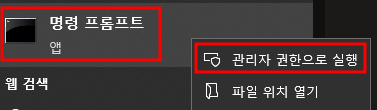 명령 프롬프트
앱
관리자 권한으로 실행
웹 검색
파일 위치 열기